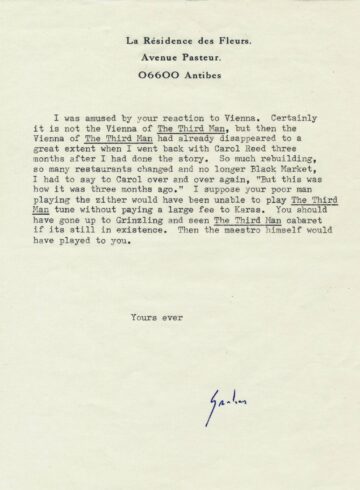 La Résidence des Fleurs.
Avenue Pasteur.
06600 Antibes
I was amused by your reaction to Vienna. Certainly
it is not the Vienna of The Third Man, but then the
Vienna of The Third Man had already disappeared to a
great extent when I went back with Carol Reed three
months after I had done the story. So much rebuilding,
so many restaurants changed and no longer Black Market,
I had to say to Carol over and over again, "But this was
how it was three months ago." I suppose your poor man
playing the zither would have been unable to play The Third
Man tune without paying a large fee to Karas. You should
have gone up to Grinzling and seen The Third Man cabaret
if its still in existence. Then the maestro himself would
have played to you.
Yours ever
Graham